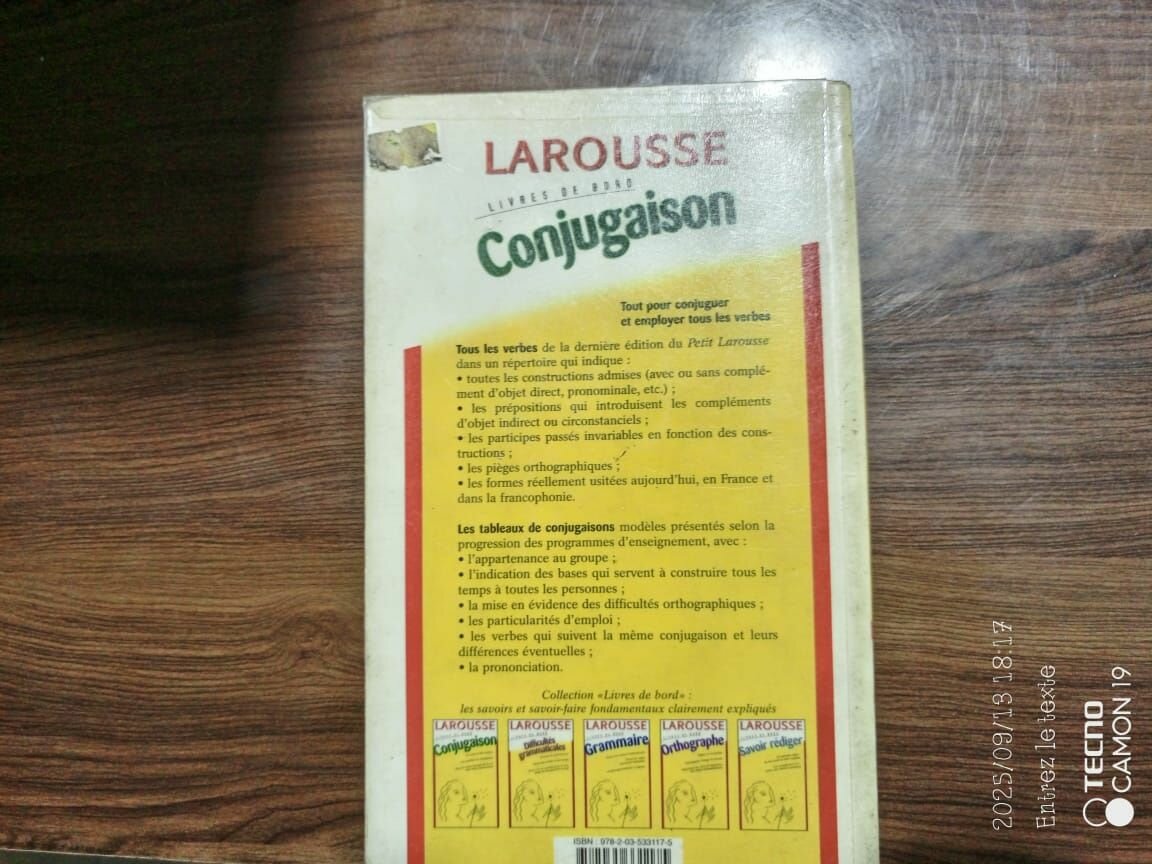 LAROUSSE
LIVRES DE BORD
Conjugaison
Tout pour conjuguer
et employer tous les verbes
Tous les verbes de la dernière édition du Petit Larousse
dans un répertoire qui indique :
• toutes les constructions admises (avec ou sans complé-
ment d'objet direct, pronominale, etc.) ;
• les prépositions qui introduisent les compléments
d'objet indirect ou circonstanciels ;
• les participes passés invariables en fonction des cons-
tructions ;
• les pièges orthographiques ;
• les formes réellement usitées aujourd'hui, en France et
dans la francophonie.
Les tableaux de conjugaisons modèles présentés selon la
progression des programmes d'enseignement, avec :
• l'appartenance au groupe ;
• l'indication des bases qui servent à construire tous les
temps à toutes les personnes ;
• la mise en évidence des difficultés orthographiques ;
• les particularités d'emploi ;
• les verbes qui suivent la même conjugaison et leurs
différences éventuelles ;
• la prononciation.
Collection «Livres de bord» :
les savoirs et savoir-faire fondamentaux clairement expliqués
LAROUSSE
Conjugaison
LAROUSSE
Difficultés
grammaticales
LAROUSSE
Grammaire
LAROUSSE
Orthographe
LAROUSSE
Savoir rédiger
ISBN : 978-2-03-533117-5
2025/09/13 18:17
Entrez le texte
TECNO
CAMON 19